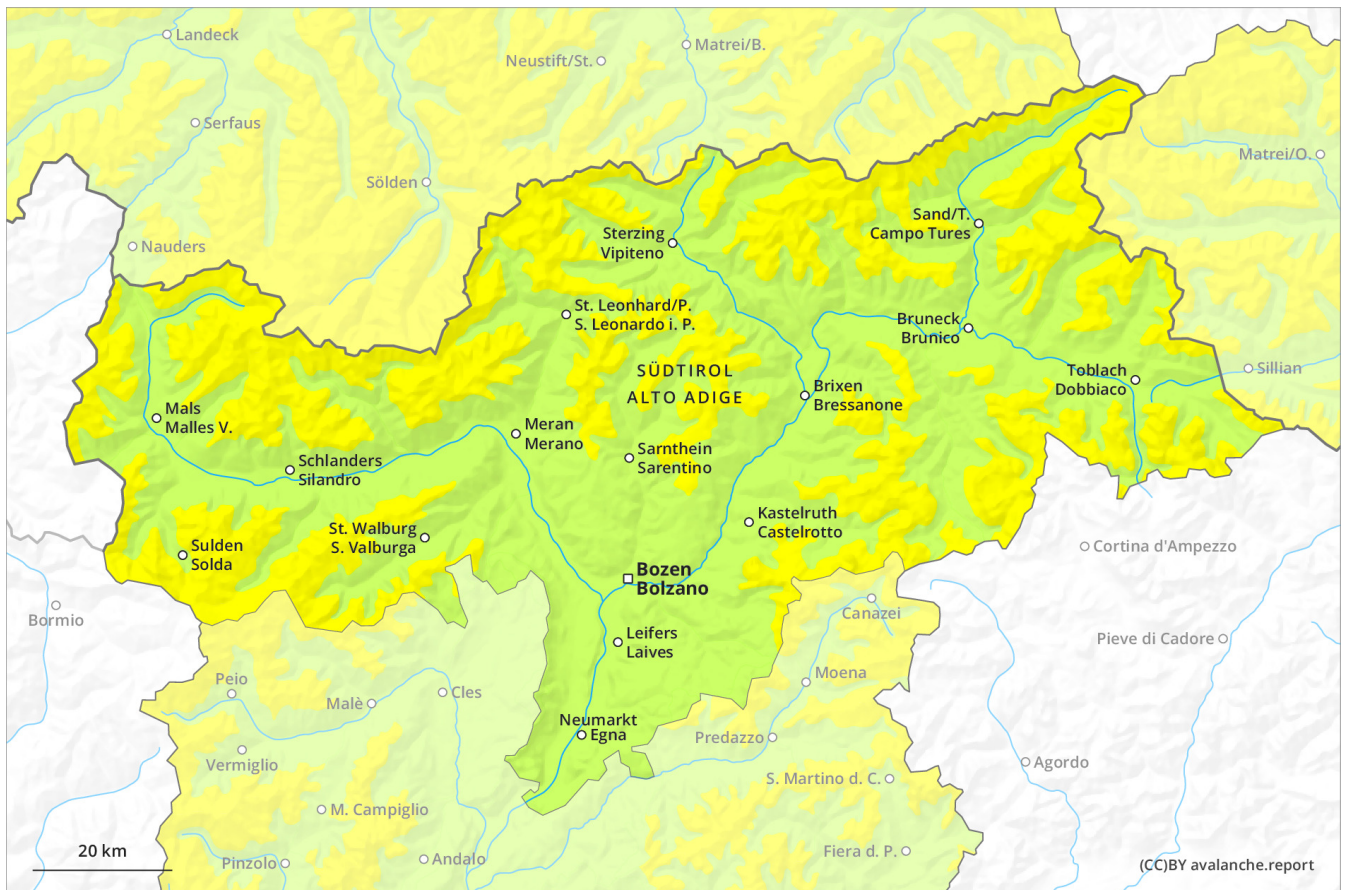 Landeck
Matrei/B.
Neustift/St.
Serfaus
Matrei/O.
Sölden
Sand/T.
Campo Tures
Sterzing
Vipiteno
Nauders
St. Leonhard/P.
S. Leonardo i. P.
Bruneck
Brunico
SÜDTIROL
ALTO ADIGE
Toblach
Dobbiaco
Sillian
Brixen
Bressanone
Mals
Malles V.
Meran
Merano
Schlanders
Silandro
Sarnthein
Sarentino
Kastelruth
Castelrotto
St. Walburg
S. Valburga
Sulden
Solda
Cortina d'Ampezzo
Bozen
Bolzano
Bormio
Canazei
Leifers
Laives
Pieve di Cadore
Peio
Moena
Cles
Malè
Neumarkt
Egna
Predazzo
Vermiglio
Agordo
S. Martino d. C.
M. Campiglio
20 km
Andalo
Fiera d. P.
Pinzolo
(CC)BY avalanche.report